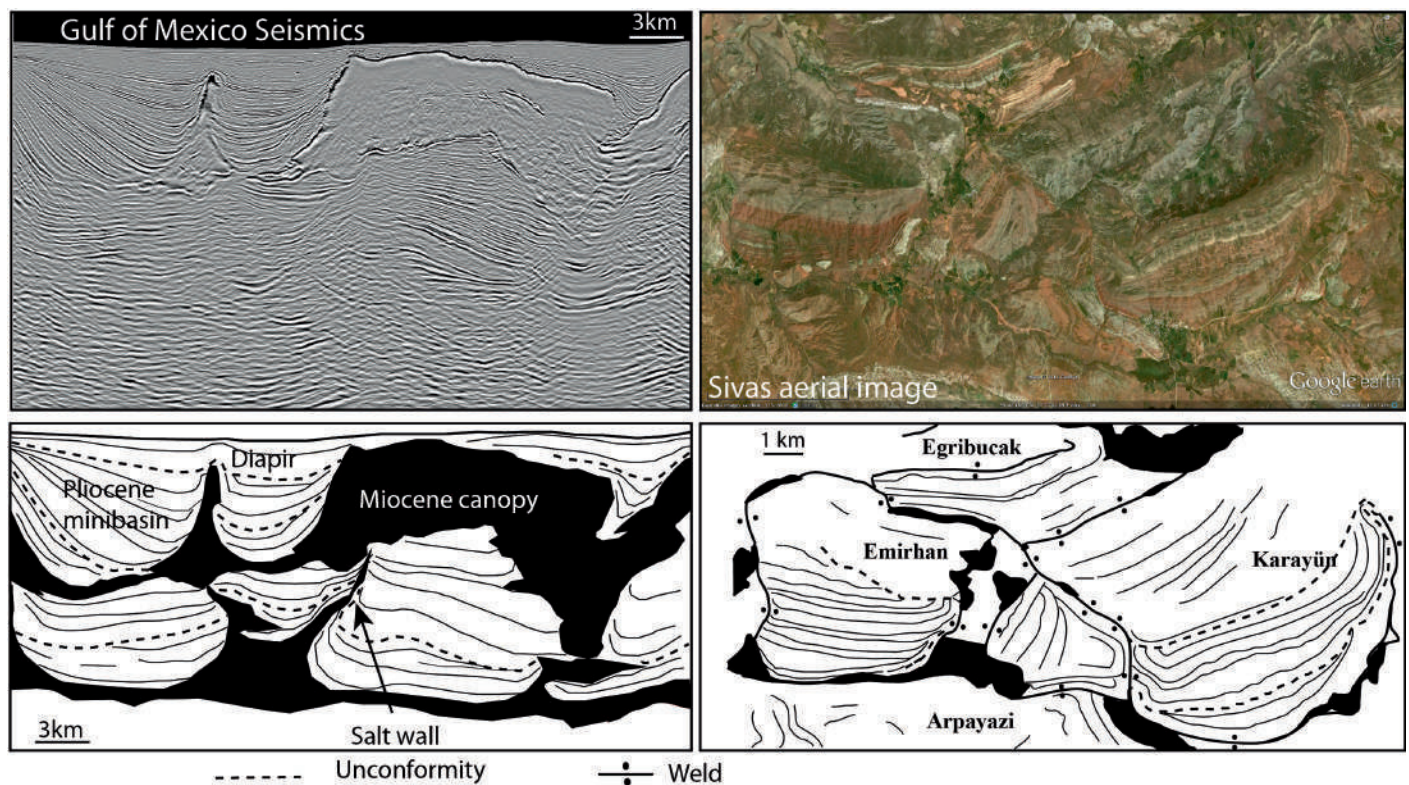 Gulf of Mexico Seismics
3km
Sivas aerial image
Google earth
Diapir
Pliocene
minibasin
Miocene canopy
3km
Salt wall
1 km
Egribucak
Emirhan
Karayün
Arpayazi
Unconformity
Weld